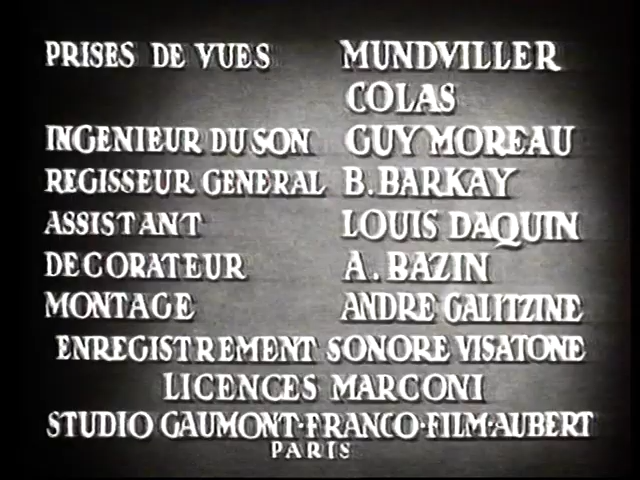 PRISES DE VUES MUNDVILLER
COLAS
INGENIEUR DU SON GUY MOREAU
REGISSEUR GENERAL B. BARKAY
ASSISTANT LOUIS DAQUIN
DECORATEUR A. BAZIN
MONTAGE ANDRE GALITZINE
ENREGISTREMENT SONORE VISATONE
LICENCES MARCONI
STUDIO GAUMONT·FRANCO·FILM·AUBERT
PARIS